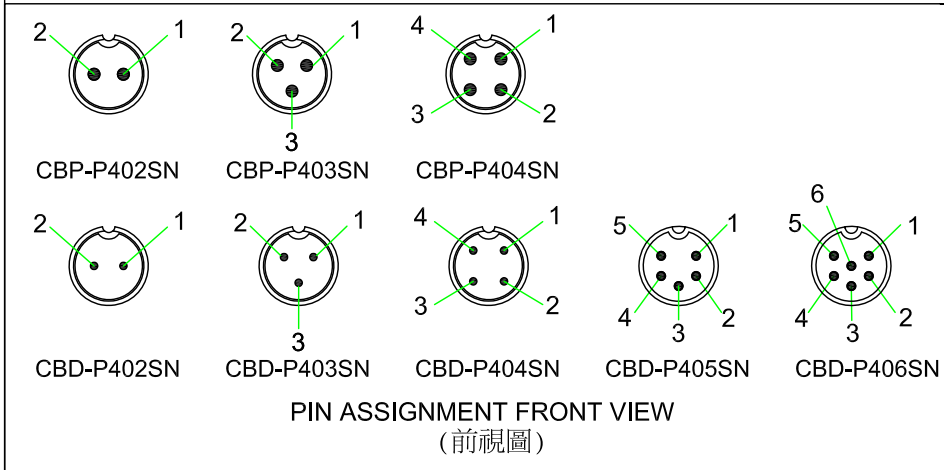 2 1 2 1 4 1
3 2
3
CBP-P402SN CBP-P403SN CBP-P404SN
6
2 1 2 1 4 1 5 1 5 1
3 2
3 4 3 2 4 3 2
CBD-P402SN CBD-P403SN CBD-P404SN CBD-P405SN CBD-P406SN
PIN ASSIGNMENT FRONT VIEW
(前視圖)